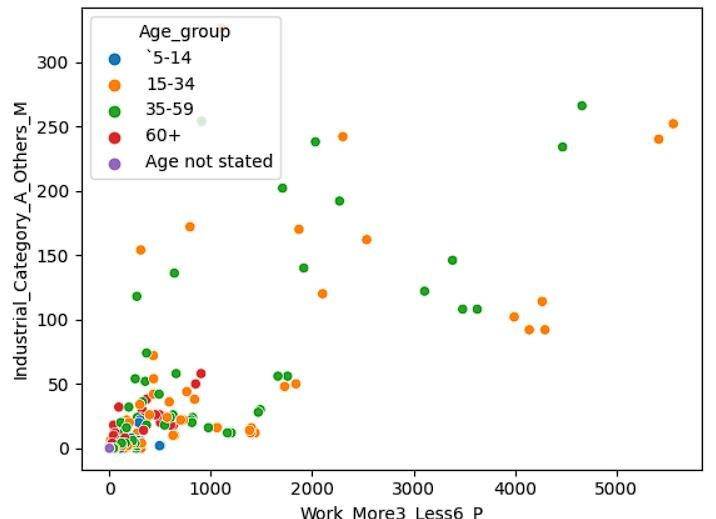 Age_group
`5-14
15-34
35-59
60+
Age not stated
300
250
200
150
100
50
0
Industrial_Category_A_Others_M
0 1000 2000 3000 4000 5000
Work_More3_Less6_P